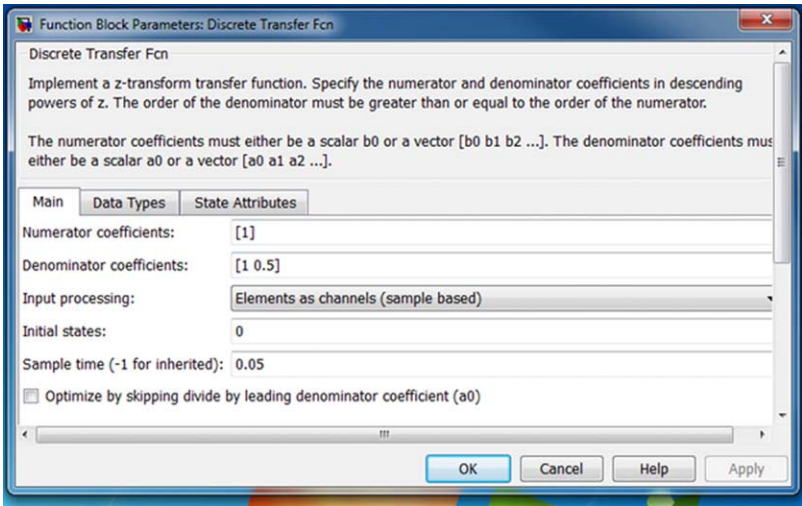 Function Block Parameters: Discrete Transfer Fcn
Discrete Transfer Fcn
Implement a z-transform transfer function. Specify the numerator and denominator coefficients in descending
powers of z. The order of the denominator must be greater than or equal to the order of the numerator.
The numerator coefficients must either be a scalar b0 or a vector [b0 b1 b2 ...]. The denominator coefficients mus
either be a scalar a0 or a vector [a0 a1 a2 ...].
Main Data Types State Attributes
Numerator coefficients: [1]
Denominator coefficients: [1 0.5]
Input processing: Elements as channels (sample based)
Initial states: 0
Sample time (-1 for inherited): 0.05
Optimize by skipping divide by leading denominator coefficient (a0)
OK Cancel Help Apply